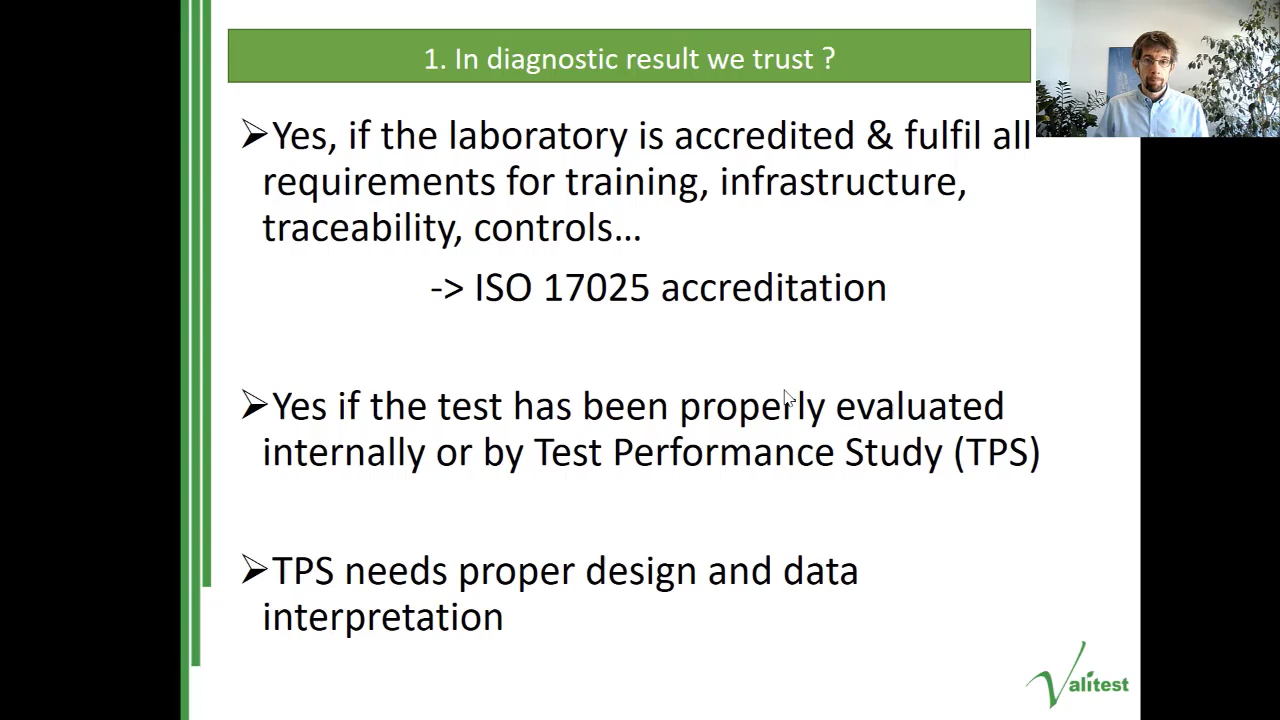 1. In diagnostic result we trust ?
➢Yes, if the laboratory is accredited & fulfil all
requirements for training, infrastructure,
traceability, controls…
-> ISO 17025 accreditation
➢Yes if the test has been properly evaluated
internally or by Test Performance Study (TPS)
➢TPS needs proper design and data
interpretation
Valitest